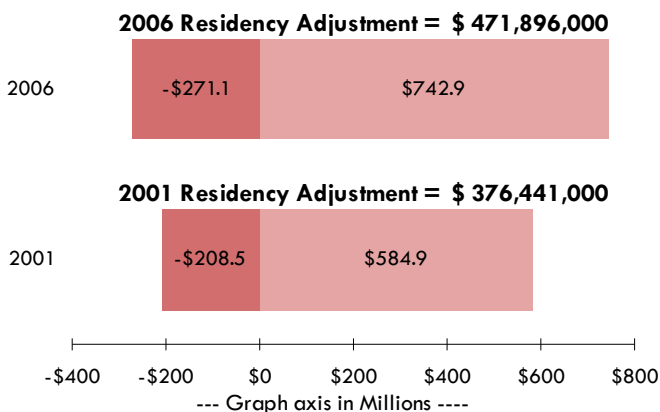 2006 Residency Adjustment = $ 471,896,000
2006 -$271.1 $742.9
2001 Residency Adjustment = $ 376,441,000
2001 -$208.5 $584.9
-$400 -$200 $0 $200 $400 $600 $800
--- Graph axis in Millions ----